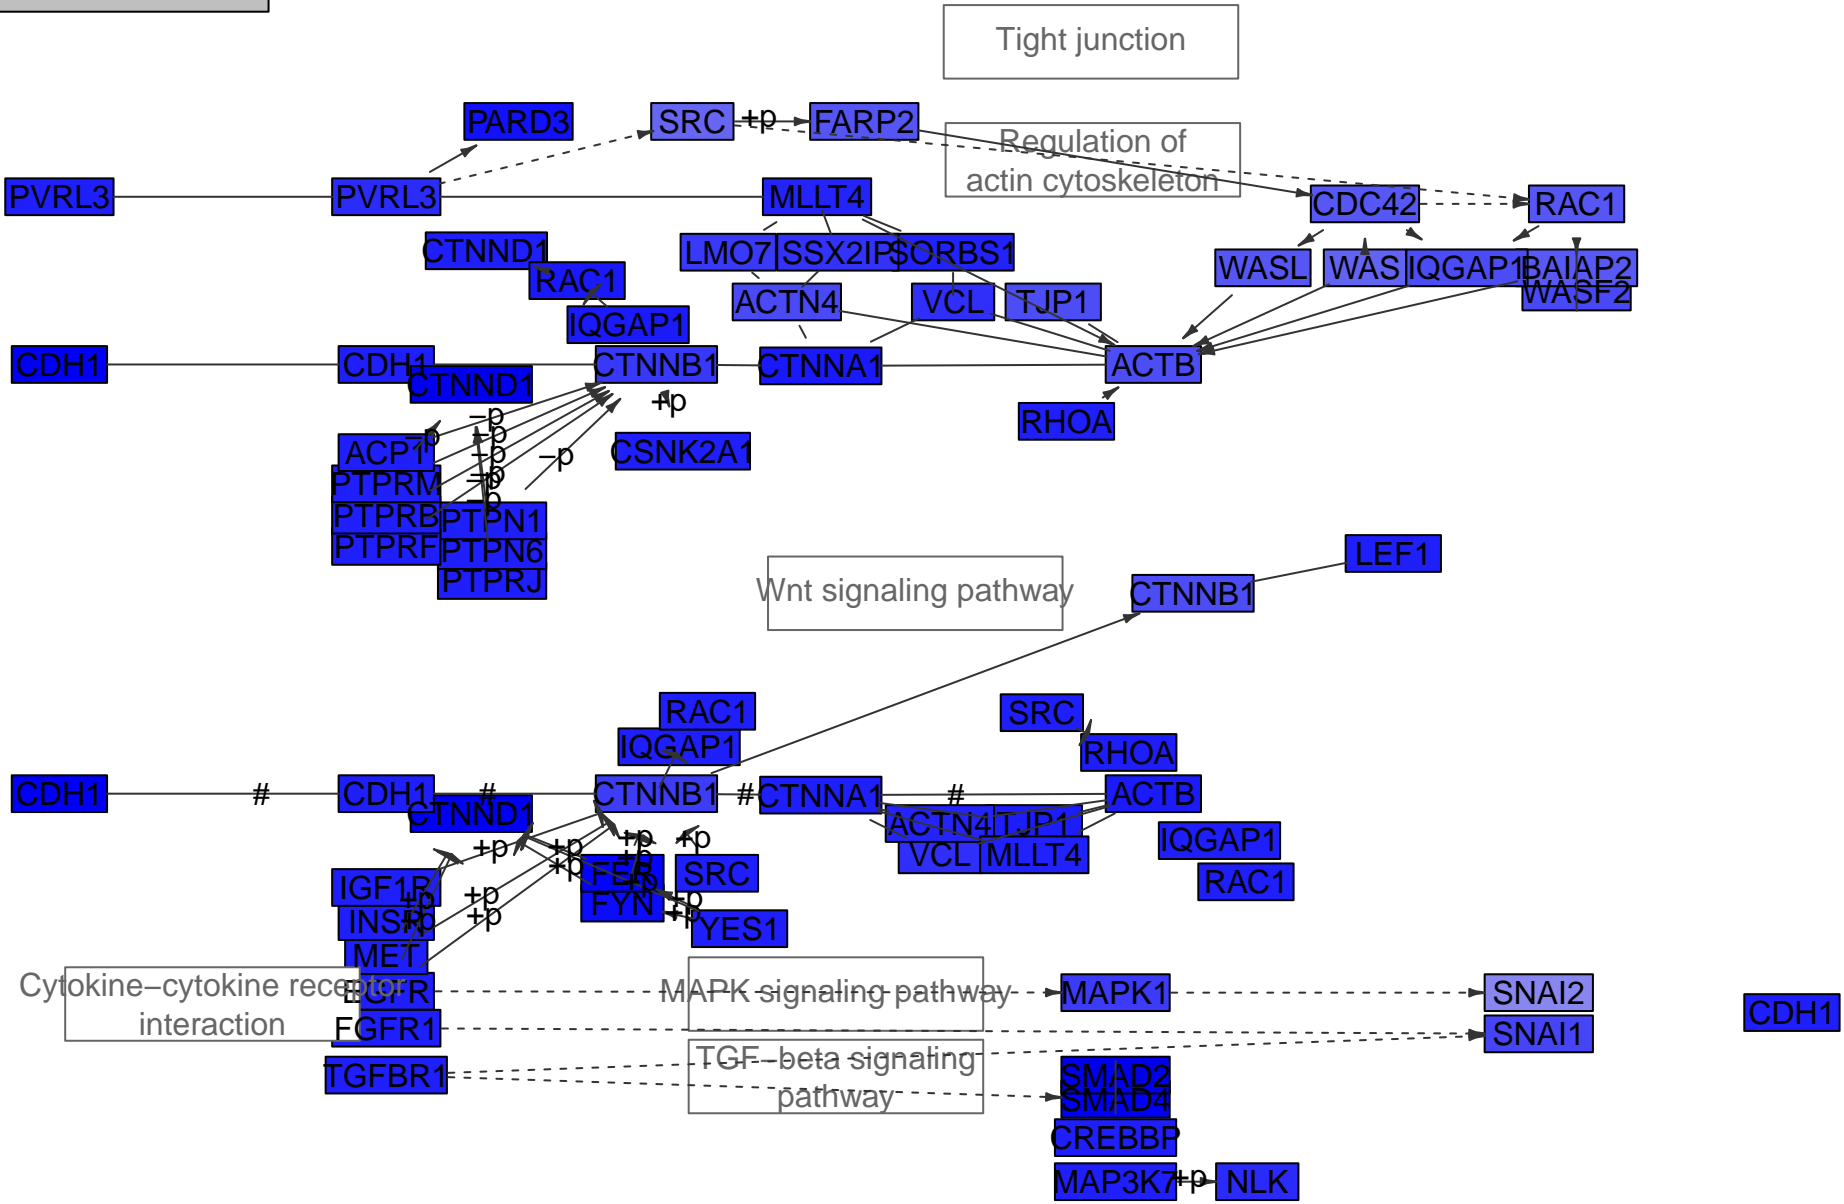 Tight junction
PARD3
SRC
+p
FARP2
Regulation of
actin cytoskeleton
PVRL3
PVRL3
MLLT4
CDC42
RAC1
CTNND1
LMO7
SSX2IP
SORBS1
RAC1
WASL
WAS
IQGAP1
BAIAP2
WASF2
ACTN4
VCL
TJP1
IQGAP1
CDH1
CDH1
CTNND1
CTNNB1
CTNNA1
ACTB
+p
RHOA
−p
−p
−p
−p
−p
−p
−p
−p
ACP1
CSNK2A1
PTPRM
PTPRB
PTPN1
PTPRF
PTPN6
PTPRJ
LEF1
Wnt signaling pathway
CTNNB1
RAC1
SRC
IQGAP1
RHOA
CDH1
#
CDH1
#
CTNND1
CTNNB1
#
CTNNA1
#
ACTB
ACTN4
TJP1
VCL
MLLT4
IQGAP1
RAC1
+p
+p
+p
+p
+p
+p
+p
+p
+p
+p
+p
+p
+p
FER
SRC
FYN
YES1
IGF1R
INSR
MET
EGFR
FGFR1
TGFBR1
Cytokine−cytokine receptor
interaction
MAPK signaling pathway
MAPK1
SNAI2
SNAI1
CDH1
TGF−beta signaling
pathway
SMAD2
SMAD4
CREBBP
MAP3K7
+p
NLK